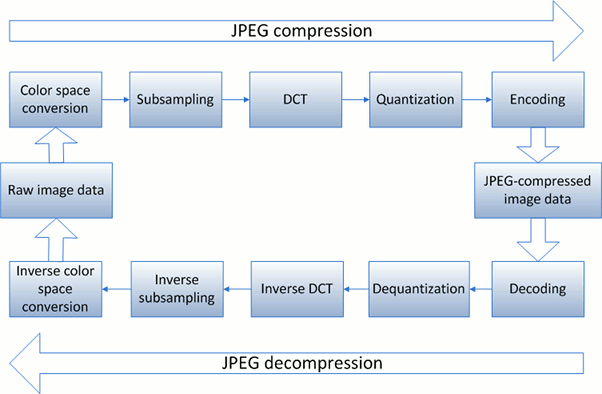 JPEG compression
Color space
conversion
Subsampling
DCT
Quantization
Encoding
Raw image data
JPEG-compressed
image data
Inverse color
space
conversion
Inverse
subsampling
Inverse DCT
Dequantization
Decoding
JPEG decompression